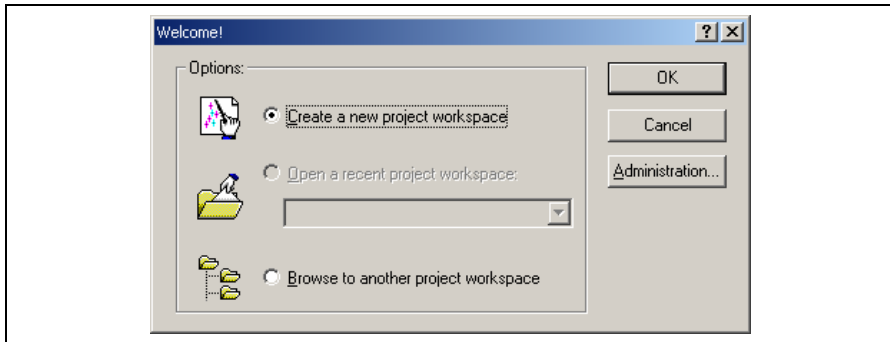 Welcome!
Options:
Create a new project workspace
Open a recent project workspace:
Browse to another project workspace
OK
Cancel
Administration...